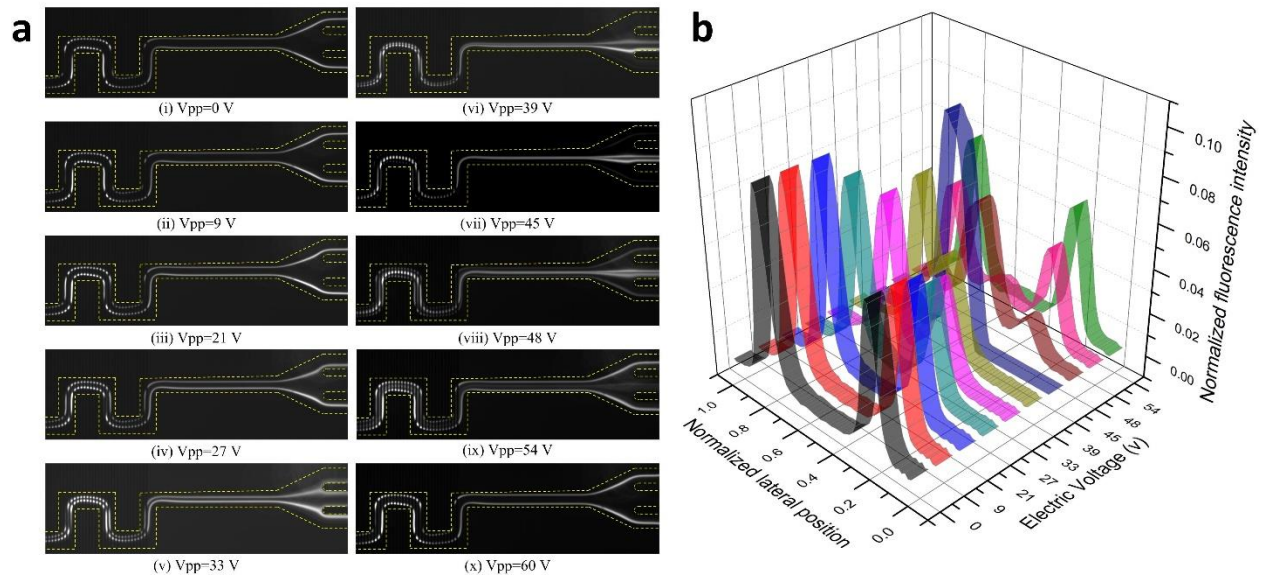 a
(i) Vpp=0 V
(vi) Vpp=39 V
(ii) Vpp=9 V
(vii) Vpp=45 V
(iii) Vpp=21 V
(viii) Vpp=48 V
(iv) Vpp=27 V
(ix) Vpp=54 V
(v) Vpp=33 V
(x) Vpp=60 V
b
0.10
0.08
0.06
0.04
0.02
0.00
Normalized fluorescence intensity
1.0
0.8
0.6
0.4
0.2
0.0
Normalized lateral position
0
9
21
27
33
39
45
48
54
Electric Voltage (v)